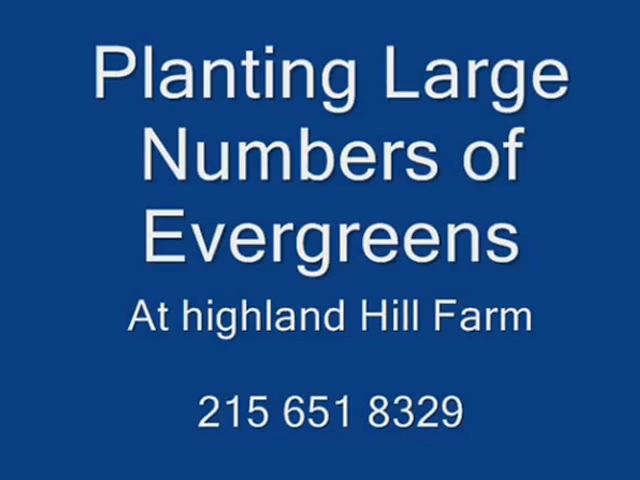 Planting Large
Numbers of
Evergreens
At highland Hill Farm
215 651 8329